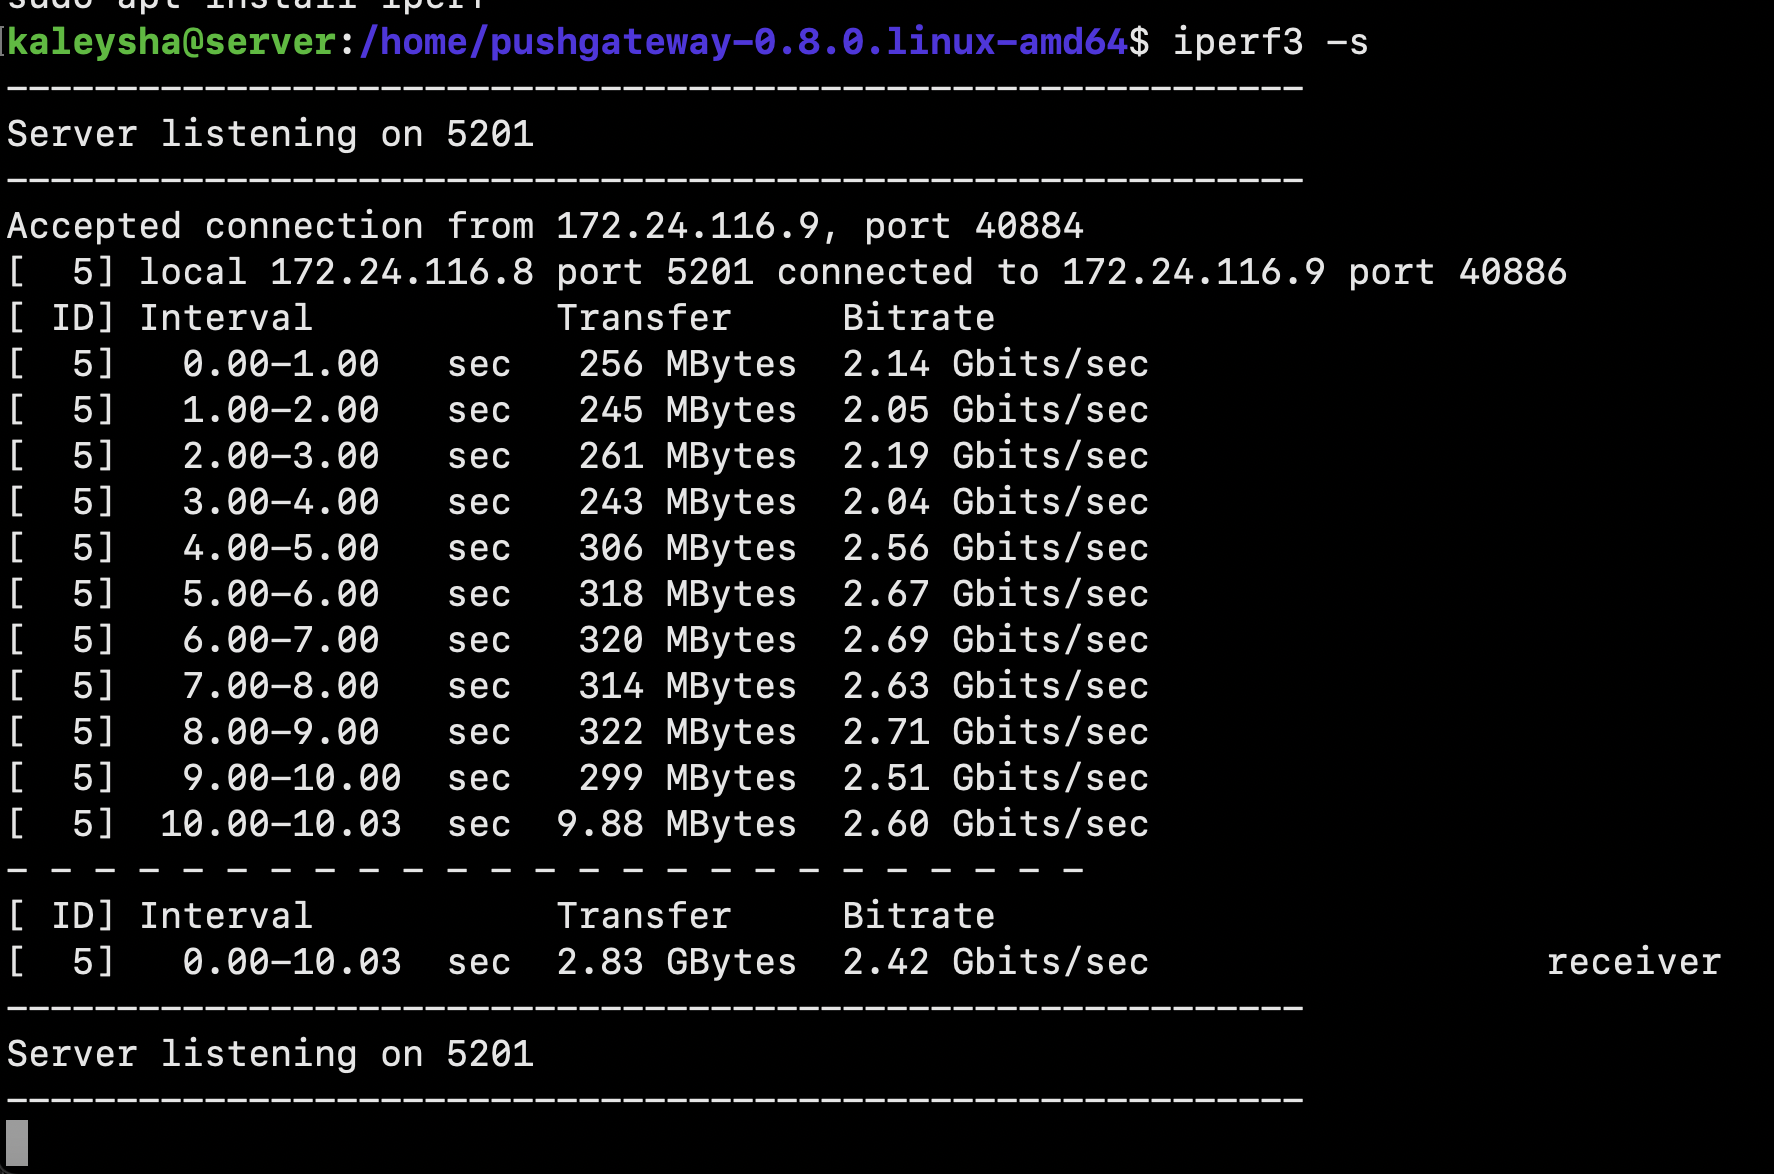 sudo apt install iperf
kaleysha@server:/home/pushgateway-0.8.0.linux-amd64$ iperf3 -s
-----------------------------------------------------------
Server listening on 5201
-----------------------------------------------------------
Accepted connection from 172.24.116.9, port 40884
[  5] local 172.24.116.8 port 5201 connected to 172.24.116.9 port 40886
[ ID] Interval           Transfer     Bitrate
[  5]   0.00-1.00   sec   256 MBytes  2.14 Gbits/sec
[  5]   1.00-2.00   sec   245 MBytes  2.05 Gbits/sec
[  5]   2.00-3.00   sec   261 MBytes  2.19 Gbits/sec
[  5]   3.00-4.00   sec   243 MBytes  2.04 Gbits/sec
[  5]   4.00-5.00   sec   306 MBytes  2.56 Gbits/sec
[  5]   5.00-6.00   sec   318 MBytes  2.67 Gbits/sec
[  5]   6.00-7.00   sec   320 MBytes  2.69 Gbits/sec
[  5]   7.00-8.00   sec   314 MBytes  2.63 Gbits/sec
[  5]   8.00-9.00   sec   322 MBytes  2.71 Gbits/sec
[  5]   9.00-10.00  sec   299 MBytes  2.51 Gbits/sec
[  5]  10.00-10.03  sec  9.88 MBytes  2.60 Gbits/sec
- - - - - - - - - - - - - - - - - - - - - - - - -
[ ID] Interval           Transfer     Bitrate
[  5]   0.00-10.03  sec  2.83 GBytes  2.42 Gbits/sec                  receiver
-----------------------------------------------------------
Server listening on 5201
-----------------------------------------------------------